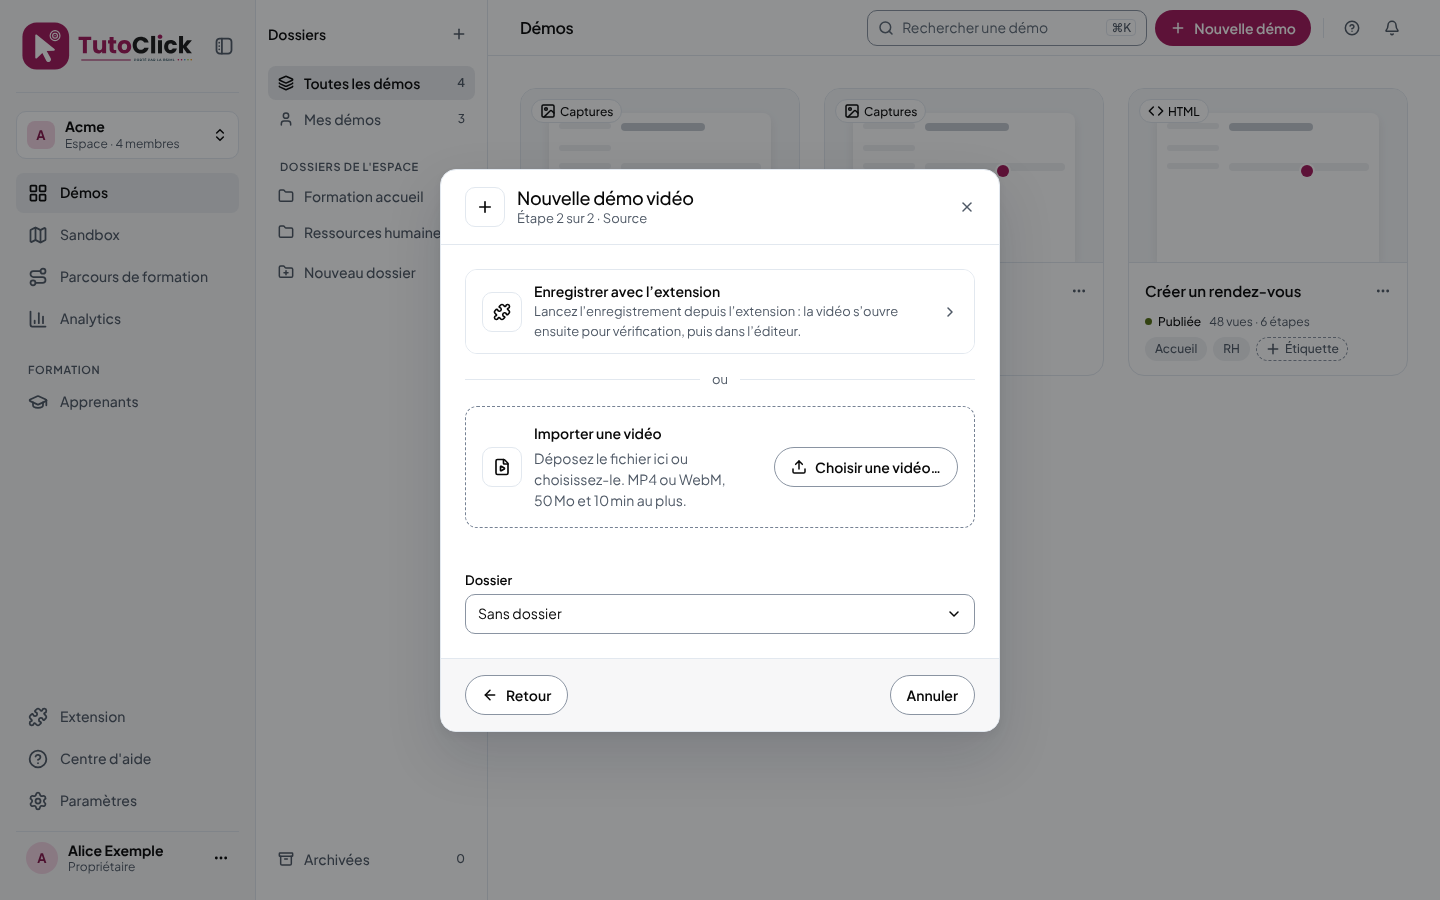 TutoClick
Acme
Espace · 4 membres
Démos
Sandbox
Parcours de formation
Analytics
FORMATION
Apprenants
Extension
Centre d'aide
Paramètres
Alice Exemple
Propriétaire
Dossiers
Toutes les démos 4
Mes démos 3
DOSSIERS DE L'ESPACE
Formation accueil
Ressources humaine
Nouveau dossier
Archivées 0
Démos
Rechercher une démo ⌘K
Nouvelle démo
Captures
Captures
HTML
Créer un rendez-vous
Publiée 48 vues · 6 étapes
Accueil RH + Étiquette
Nouvelle démo vidéo
Étape 2 sur 2 · Source
Enregistrer avec l’extension
Lancez l’enregistrement depuis l’extension : la vidéo s’ouvre
ensuite pour vérification, puis dans l’éditeur.
ou
Importer une vidéo
Déposez le fichier ici ou
choisissez-le. MP4 ou WebM,
50 Mo et 10 min au plus.
Choisir une vidéo…
Dossier
Sans dossier
Retour
Annuler